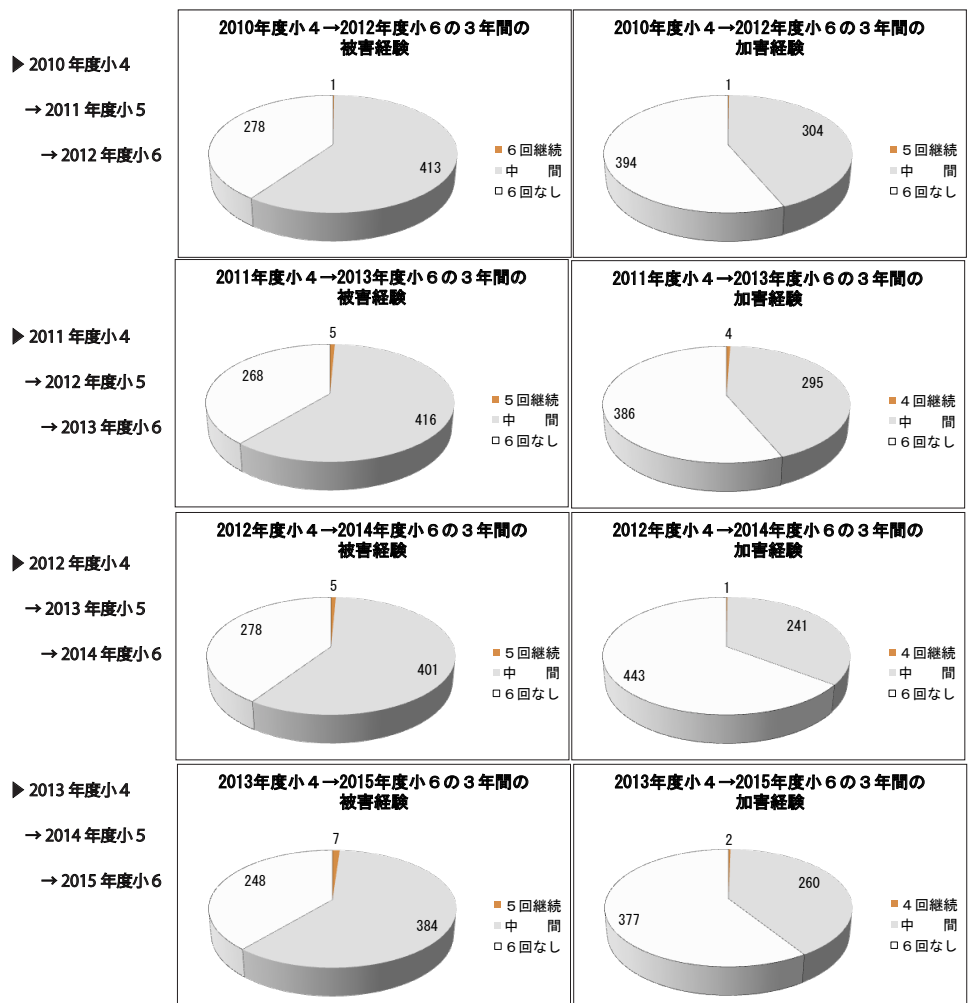 ▶ 2010 年度小４
→ 2011 年度小５
→ 2012 年度小６
2010年度小４→2012年度小６の３年間の
被害経験
1
278
413
６回継続
中　　間
６回なし
2010年度小４→2012年度小６の３年間の
加害経験
1
304
394
５回継続
中　　間
６回なし
▶ 2011 年度小４
→ 2012 年度小５
→ 2013 年度小６
2011年度小４→2013年度小６の３年間の
被害経験
5
268
416
５回継続
中　　間
６回なし
2011年度小４→2013年度小６の３年間の
加害経験
4
295
386
４回継続
中　　間
６回なし
▶ 2012 年度小４
→ 2013 年度小５
→ 2014 年度小６
2012年度小４→2014年度小６の３年間の
被害経験
5
278
401
５回継続
中　　間
６回なし
2012年度小４→2014年度小６の３年間の
加害経験
1
241
443
４回継続
中　　間
６回なし
▶ 2013 年度小４
→ 2014 年度小５
→ 2015 年度小６
2013年度小４→2015年度小６の３年間の
被害経験
7
248
384
５回継続
中　　間
６回なし
2013年度小４→2015年度小６の３年間の
加害経験
2
260
377
４回継続
中　　間
６回なし